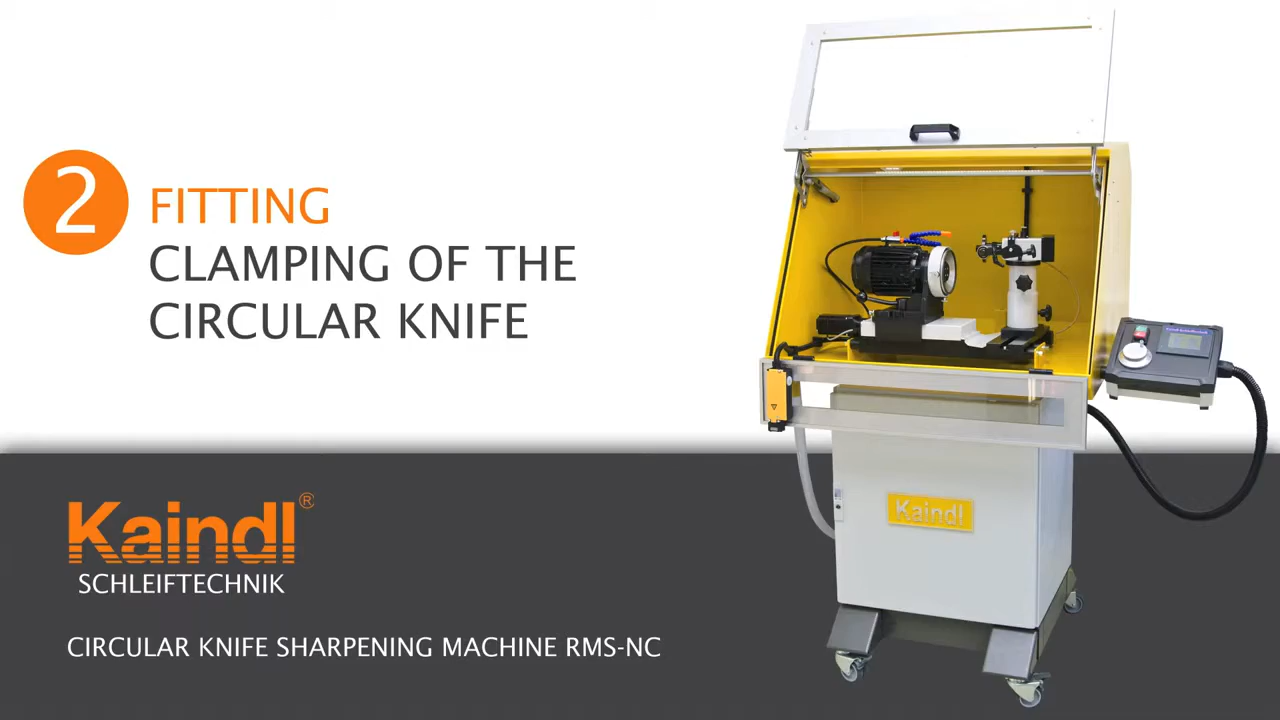 2
FITTING
CLAMPING OF THE
CIRCULAR KNIFE
Kaindl®
SCHLEIFTECHNIK
CIRCULAR KNIFE SHARPENING MACHINE RMS-NC
Kaindl